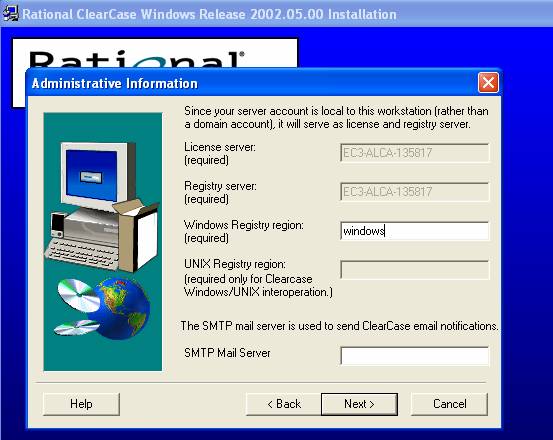 Rational ClearCase Windows Release 2002.05.00 Installation
Rational
Administrative Information
Since your server account is local to this workstation (rather than
a domain account), it will serve as license and registry server.
License server:
(required)
EC3-ALCA-135817
Registry server:
(required)
EC3-ALCA-135817
Windows Registry region:
(required)
windows
UNIX Registry region:
(required only for Clearcase
Windows/UNIX interoperation.)
The SMTP mail server is used to send ClearCase email notifications.
SMTP Mail Server
Help
< Back
Next >
Cancel